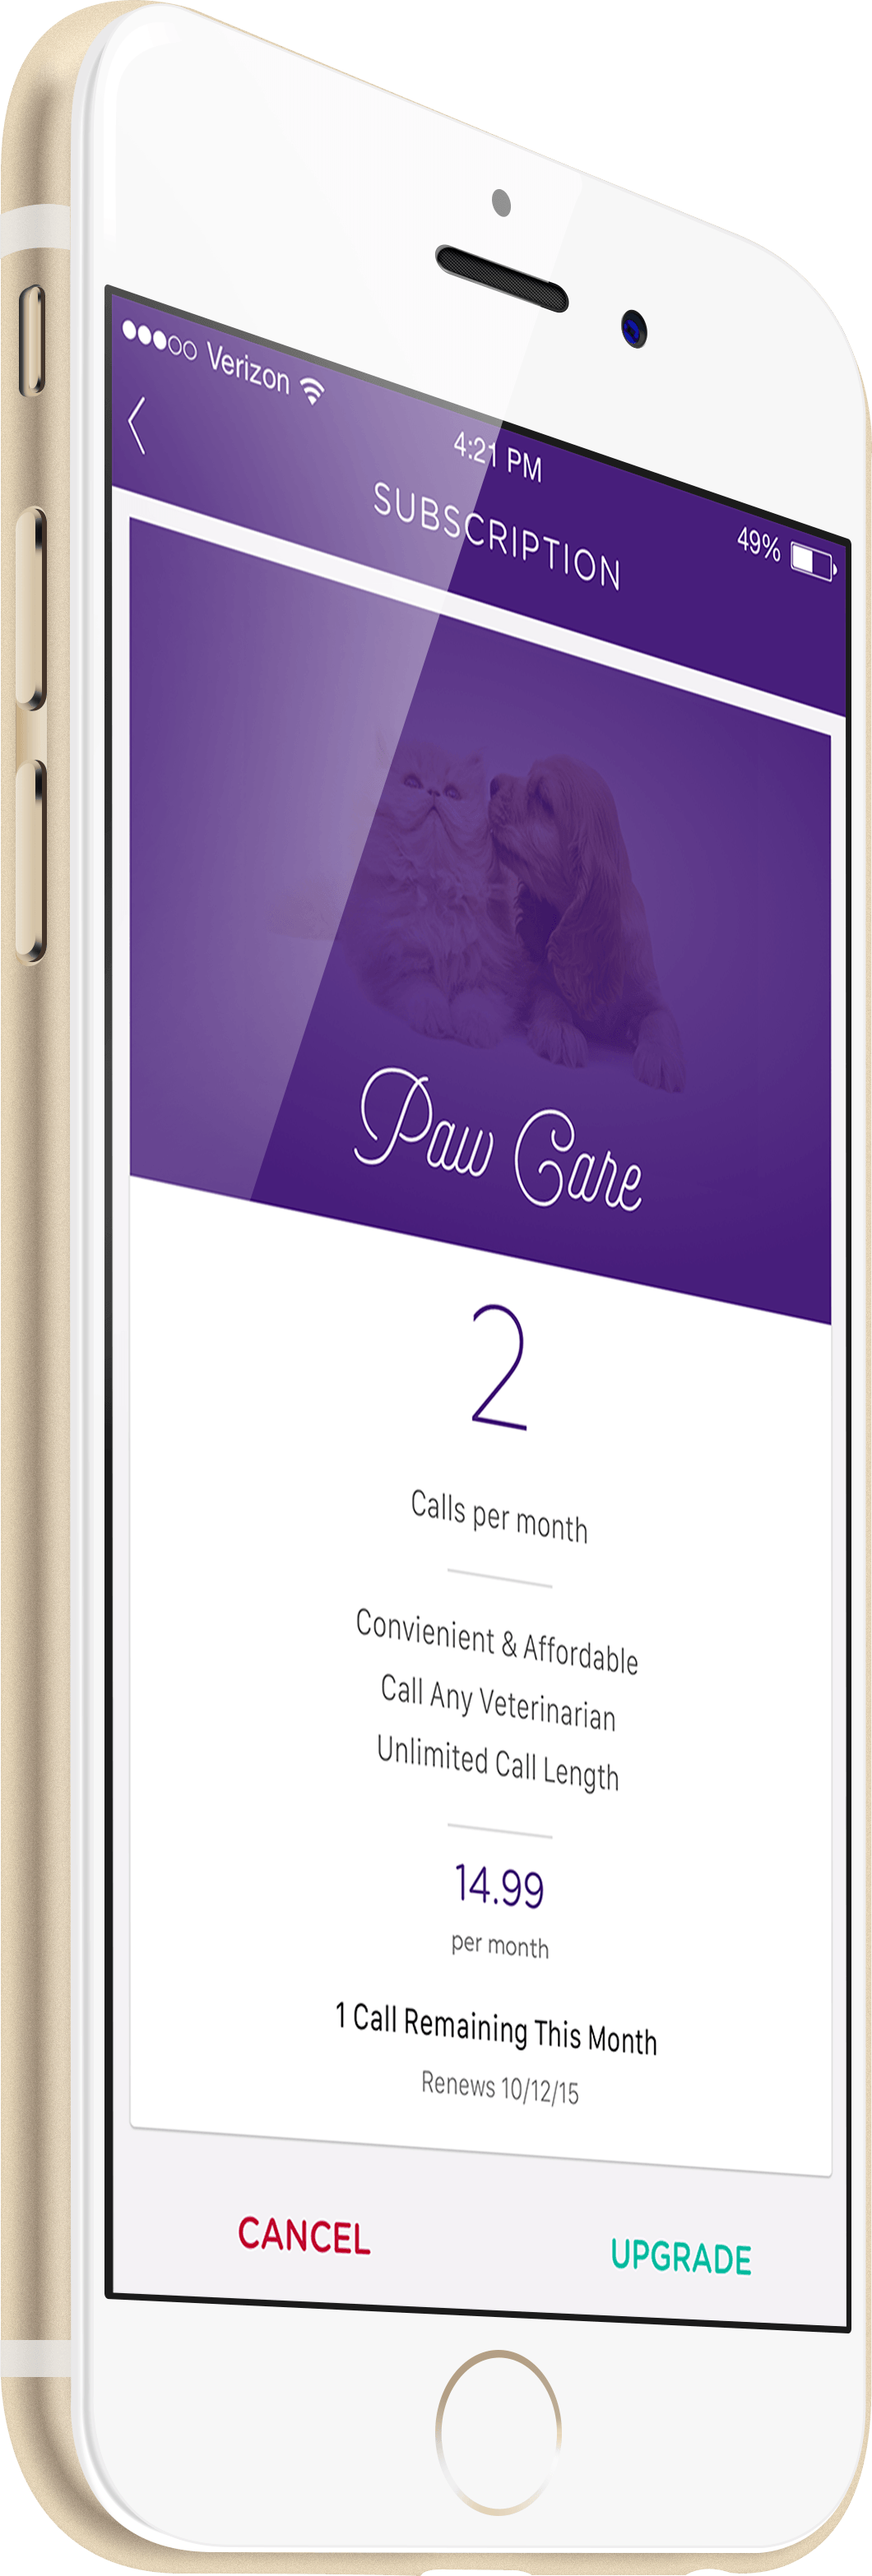 Verizon
4:21 PM
49%
SUBSCRIPTION
Paw Care
2
Calls per month
Convienient & Affordable
Call Any Veterinarian
Unlimited Call Length
14.99
per month
1 Call Remaining This Month
Renews 10/12/15
CANCEL
UPGRADE